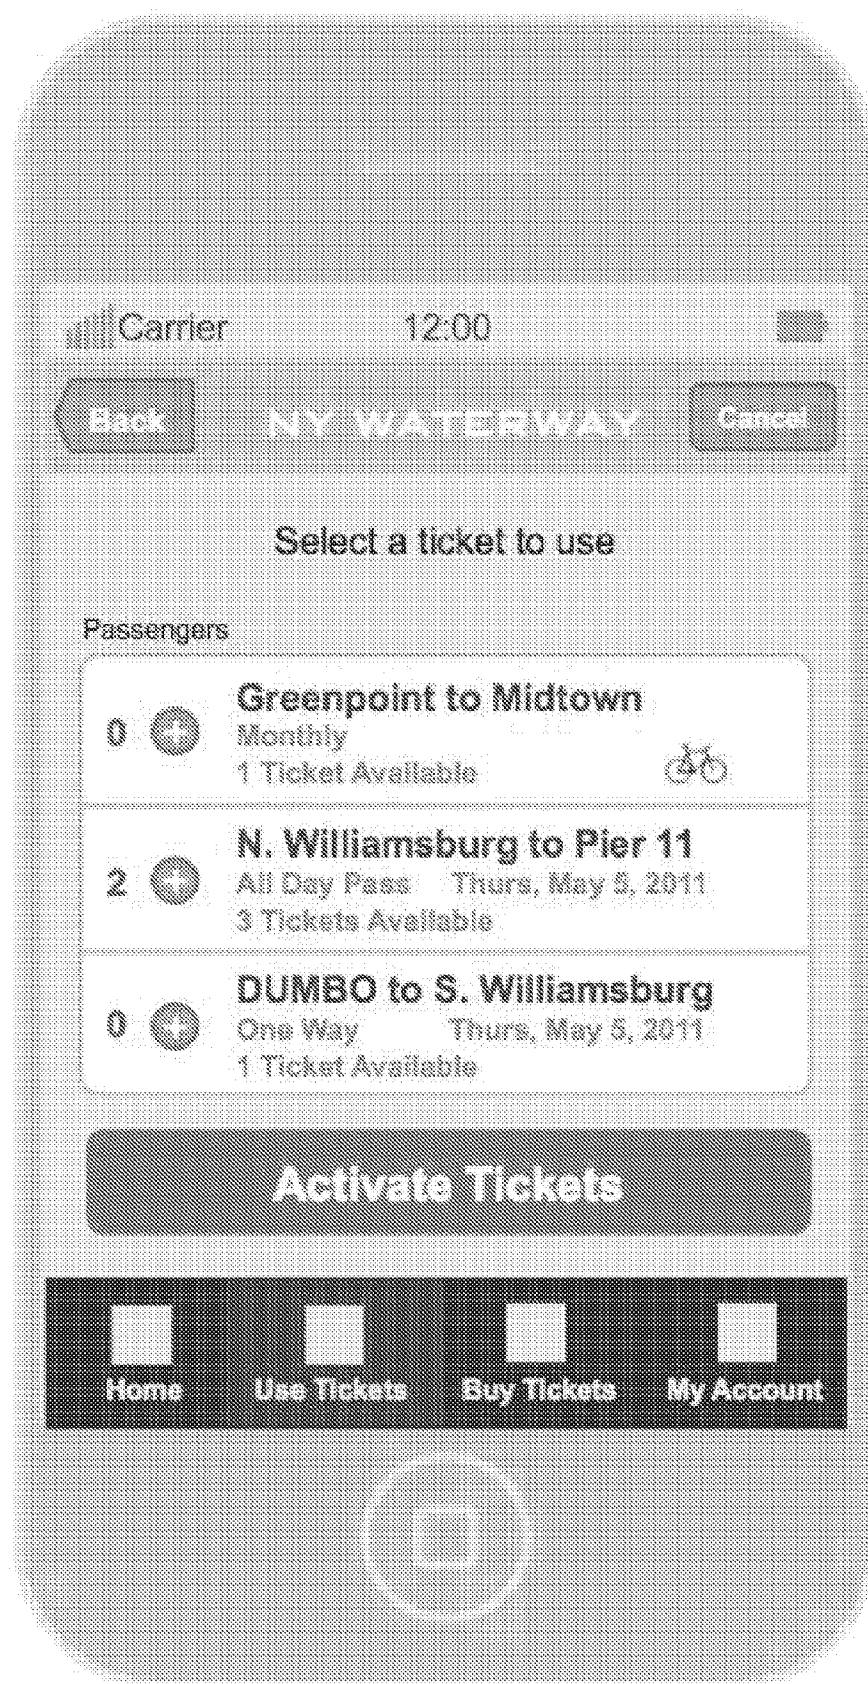 Carrier 12:00
Back NY WATERWAY Cancel
Select a ticket to use
Passengers
Greenpoint to Midtown
0 Monthly
1 Ticket Available
N. Williamsburg to Pier 11
2 All Day Pass Thurs, May 5, 2011
3 Tickets Available
DUMBO to S. Williamsburg
0 One Way Thurs, May 5, 2011
1 Ticket Available
Activate Tickets
Home Use Tickets Buy Tickets My Account